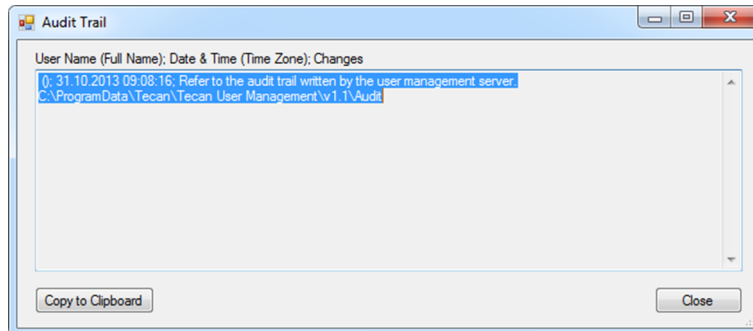 Audit Trail
User Name (Full Name); Date & Time (Time Zone); Changes
(); 31.10.2013 09:08:16; Refer to the audit trail written by the user management server.
C:\ProgramData\Tecan\Tecan User Management\v1.1\Audit
Copy to Clipboard
Close